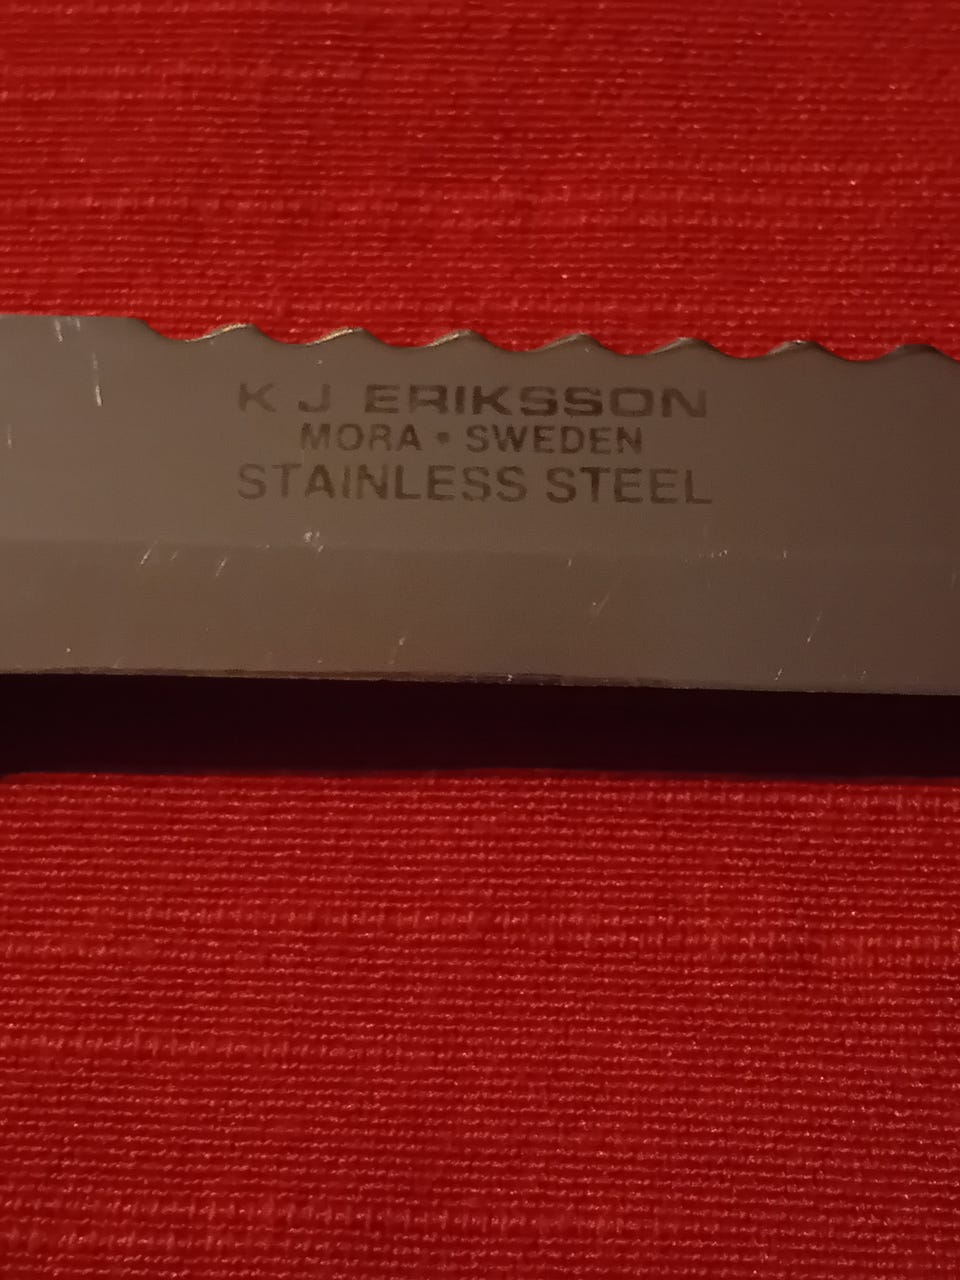 K J ERIKSSON
MORA • SWEDEN
STAINLESS STEEL